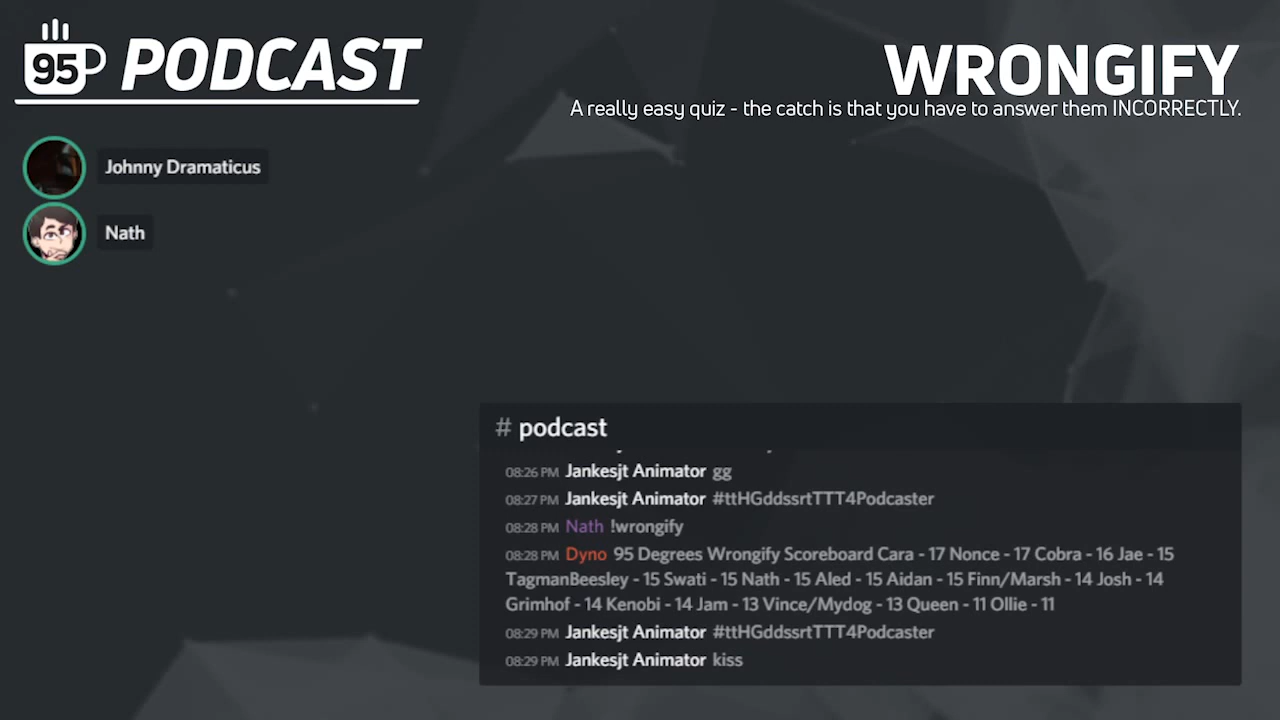 95 PODCAST
WRONGIFY
A really easy quiz - the catch is that you have to answer them INCORRECTLY.
Johnny Dramaticus
Nath
# podcast
08:26 PM Jankesjt Animator gg
08:27 PM Jankesjt Animator #ttHGddssrtTTT4Podcaster
08:28 PM Nath !wrongify
08:28 PM Dyno 95 Degrees Wrongify Scoreboard Cara - 17 Nonce - 17 Cobra - 16 Jae - 15
TagmanBeesley - 15 Swati - 15 Nath - 15 Aled - 15 Aidan - 15 Finn/Marsh - 14 Josh - 14
Grimhof - 14 Kenobi - 14 Jam - 13 Vince/Mydog - 13 Queen - 11 Ollie - 11
08:29 PM Jankesjt Animator #ttHGddssrtTTT4Podcaster
08:29 PM Jankesjt Animator kiss